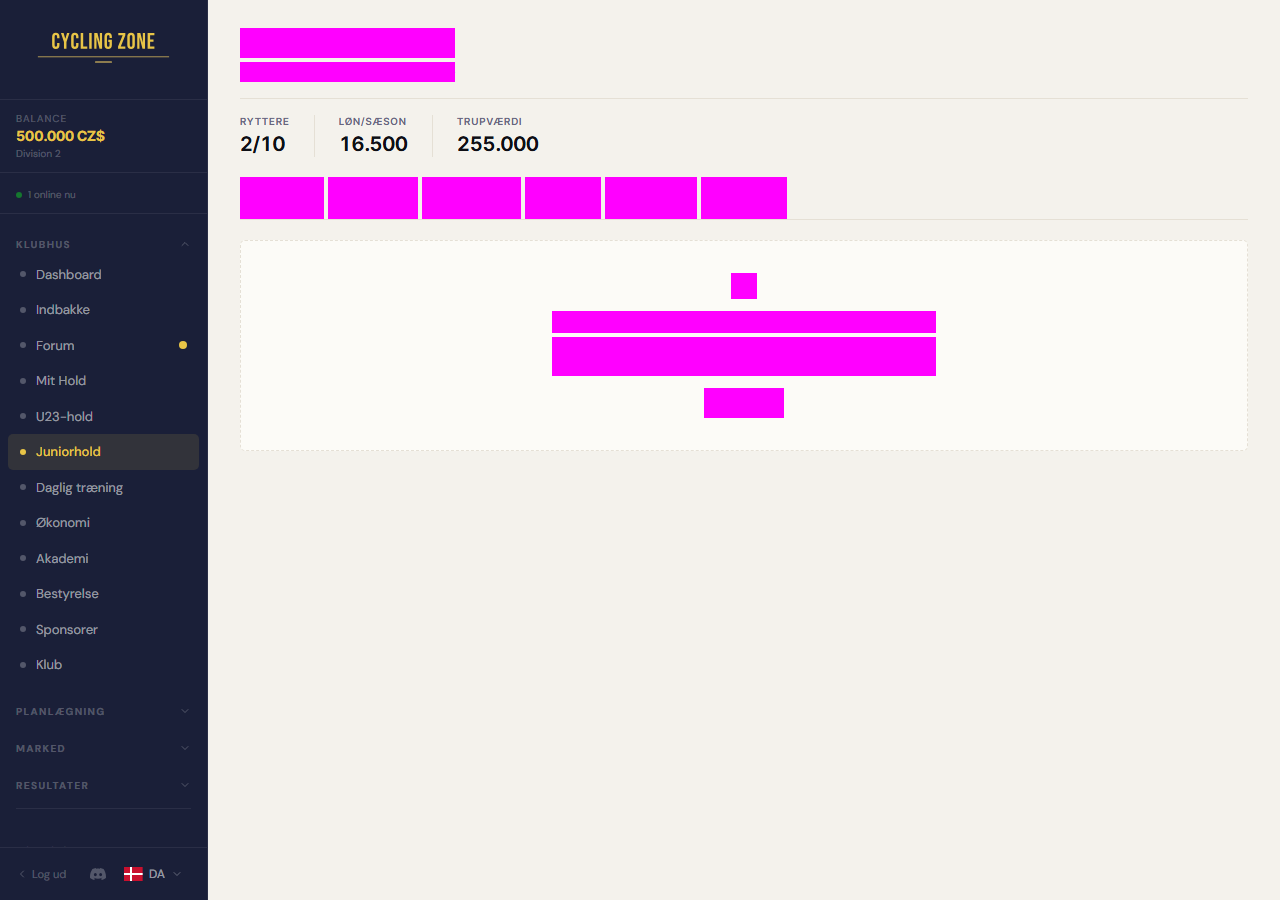 CYCLING ZONE
BALANCE
500.000 CZ$
Division 2
1 online nu
KLUBHUS
Dashboard
Indbakke
Forum
Mit Hold
U23-hold
Juniorhold
Daglig træning
Økonomi
Akademi
Bestyrelse
Sponsorer
Klub
PLANLÆGNING
MARKED
RESULTATER
Log ud
DA
RYTTERE
2/10
LØN/SÆSON
16.500
TRUPVÆRDI
255.000